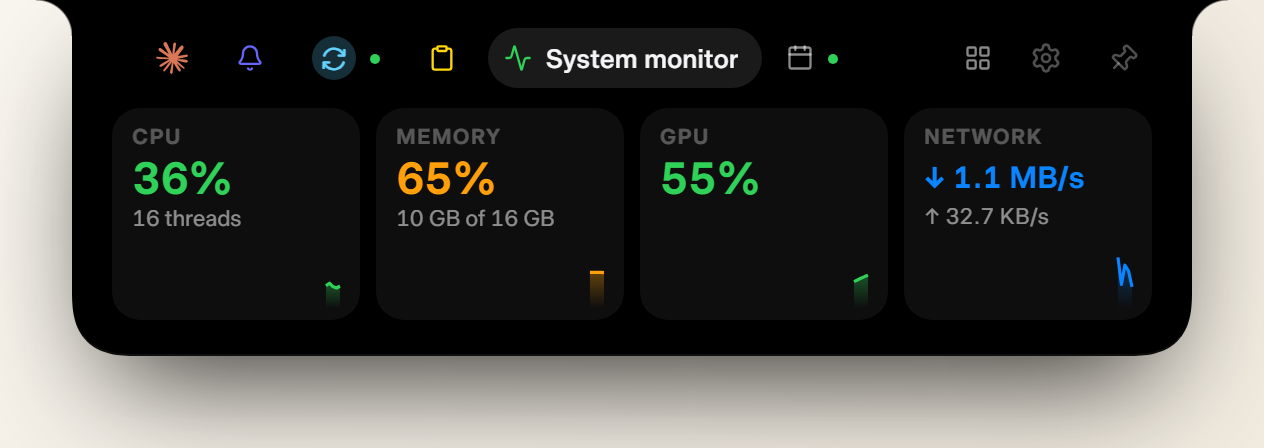 System monitor
CPU
36%
16 threads
MEMORY
65%
10 GB of 16 GB
GPU
55%
NETWORK
↓ 1.1 MB/s
↑ 32.7 KB/s